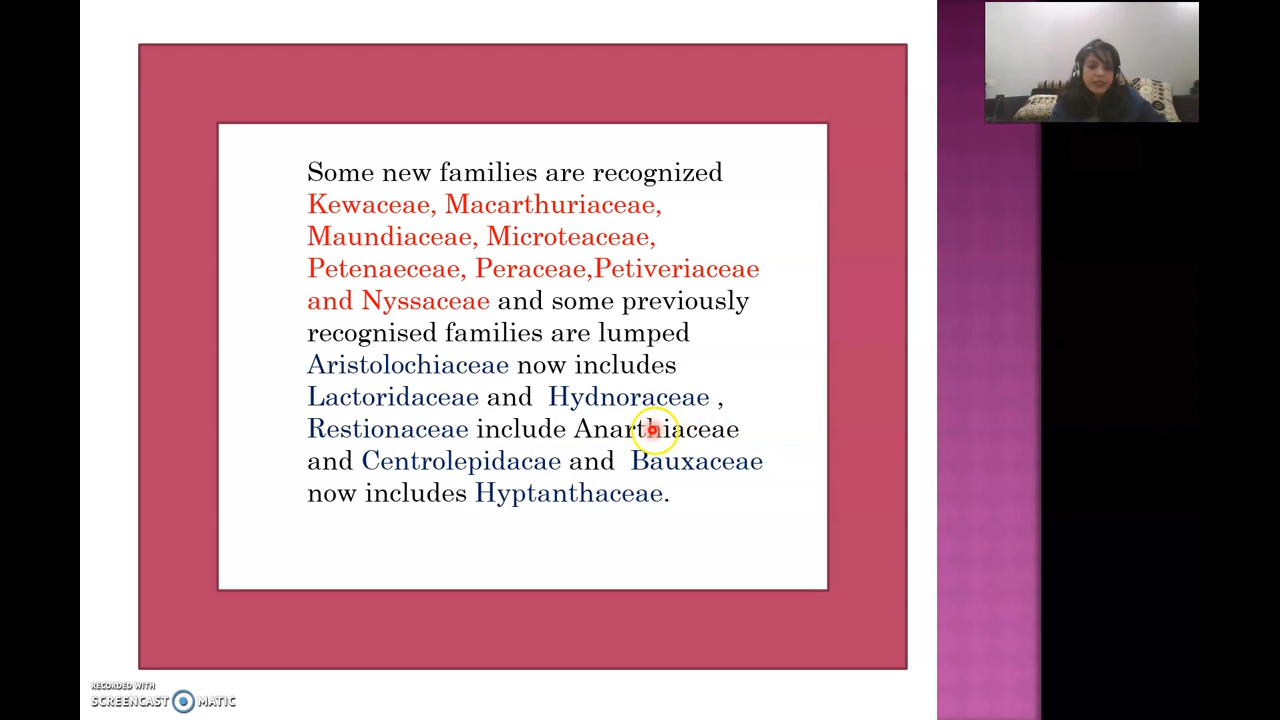 Some new families are recognized
Kewaceae, Macarthuriaceae,
Maundiaceae, Microteaceae,
Petenaeceae, Peraceae,Petiveriaceae
and Nyssaceae and some previously
recognised families are lumped
Aristolochiaceae now includes
Lactoridaceae and Hydnoraceae ,
Restionaceae include Anarthiaceae
and Centrolepidacae and Bauxaceae
now includes Hyptanthaceae.
RECORDED WITH
SCREENCAST MATIC